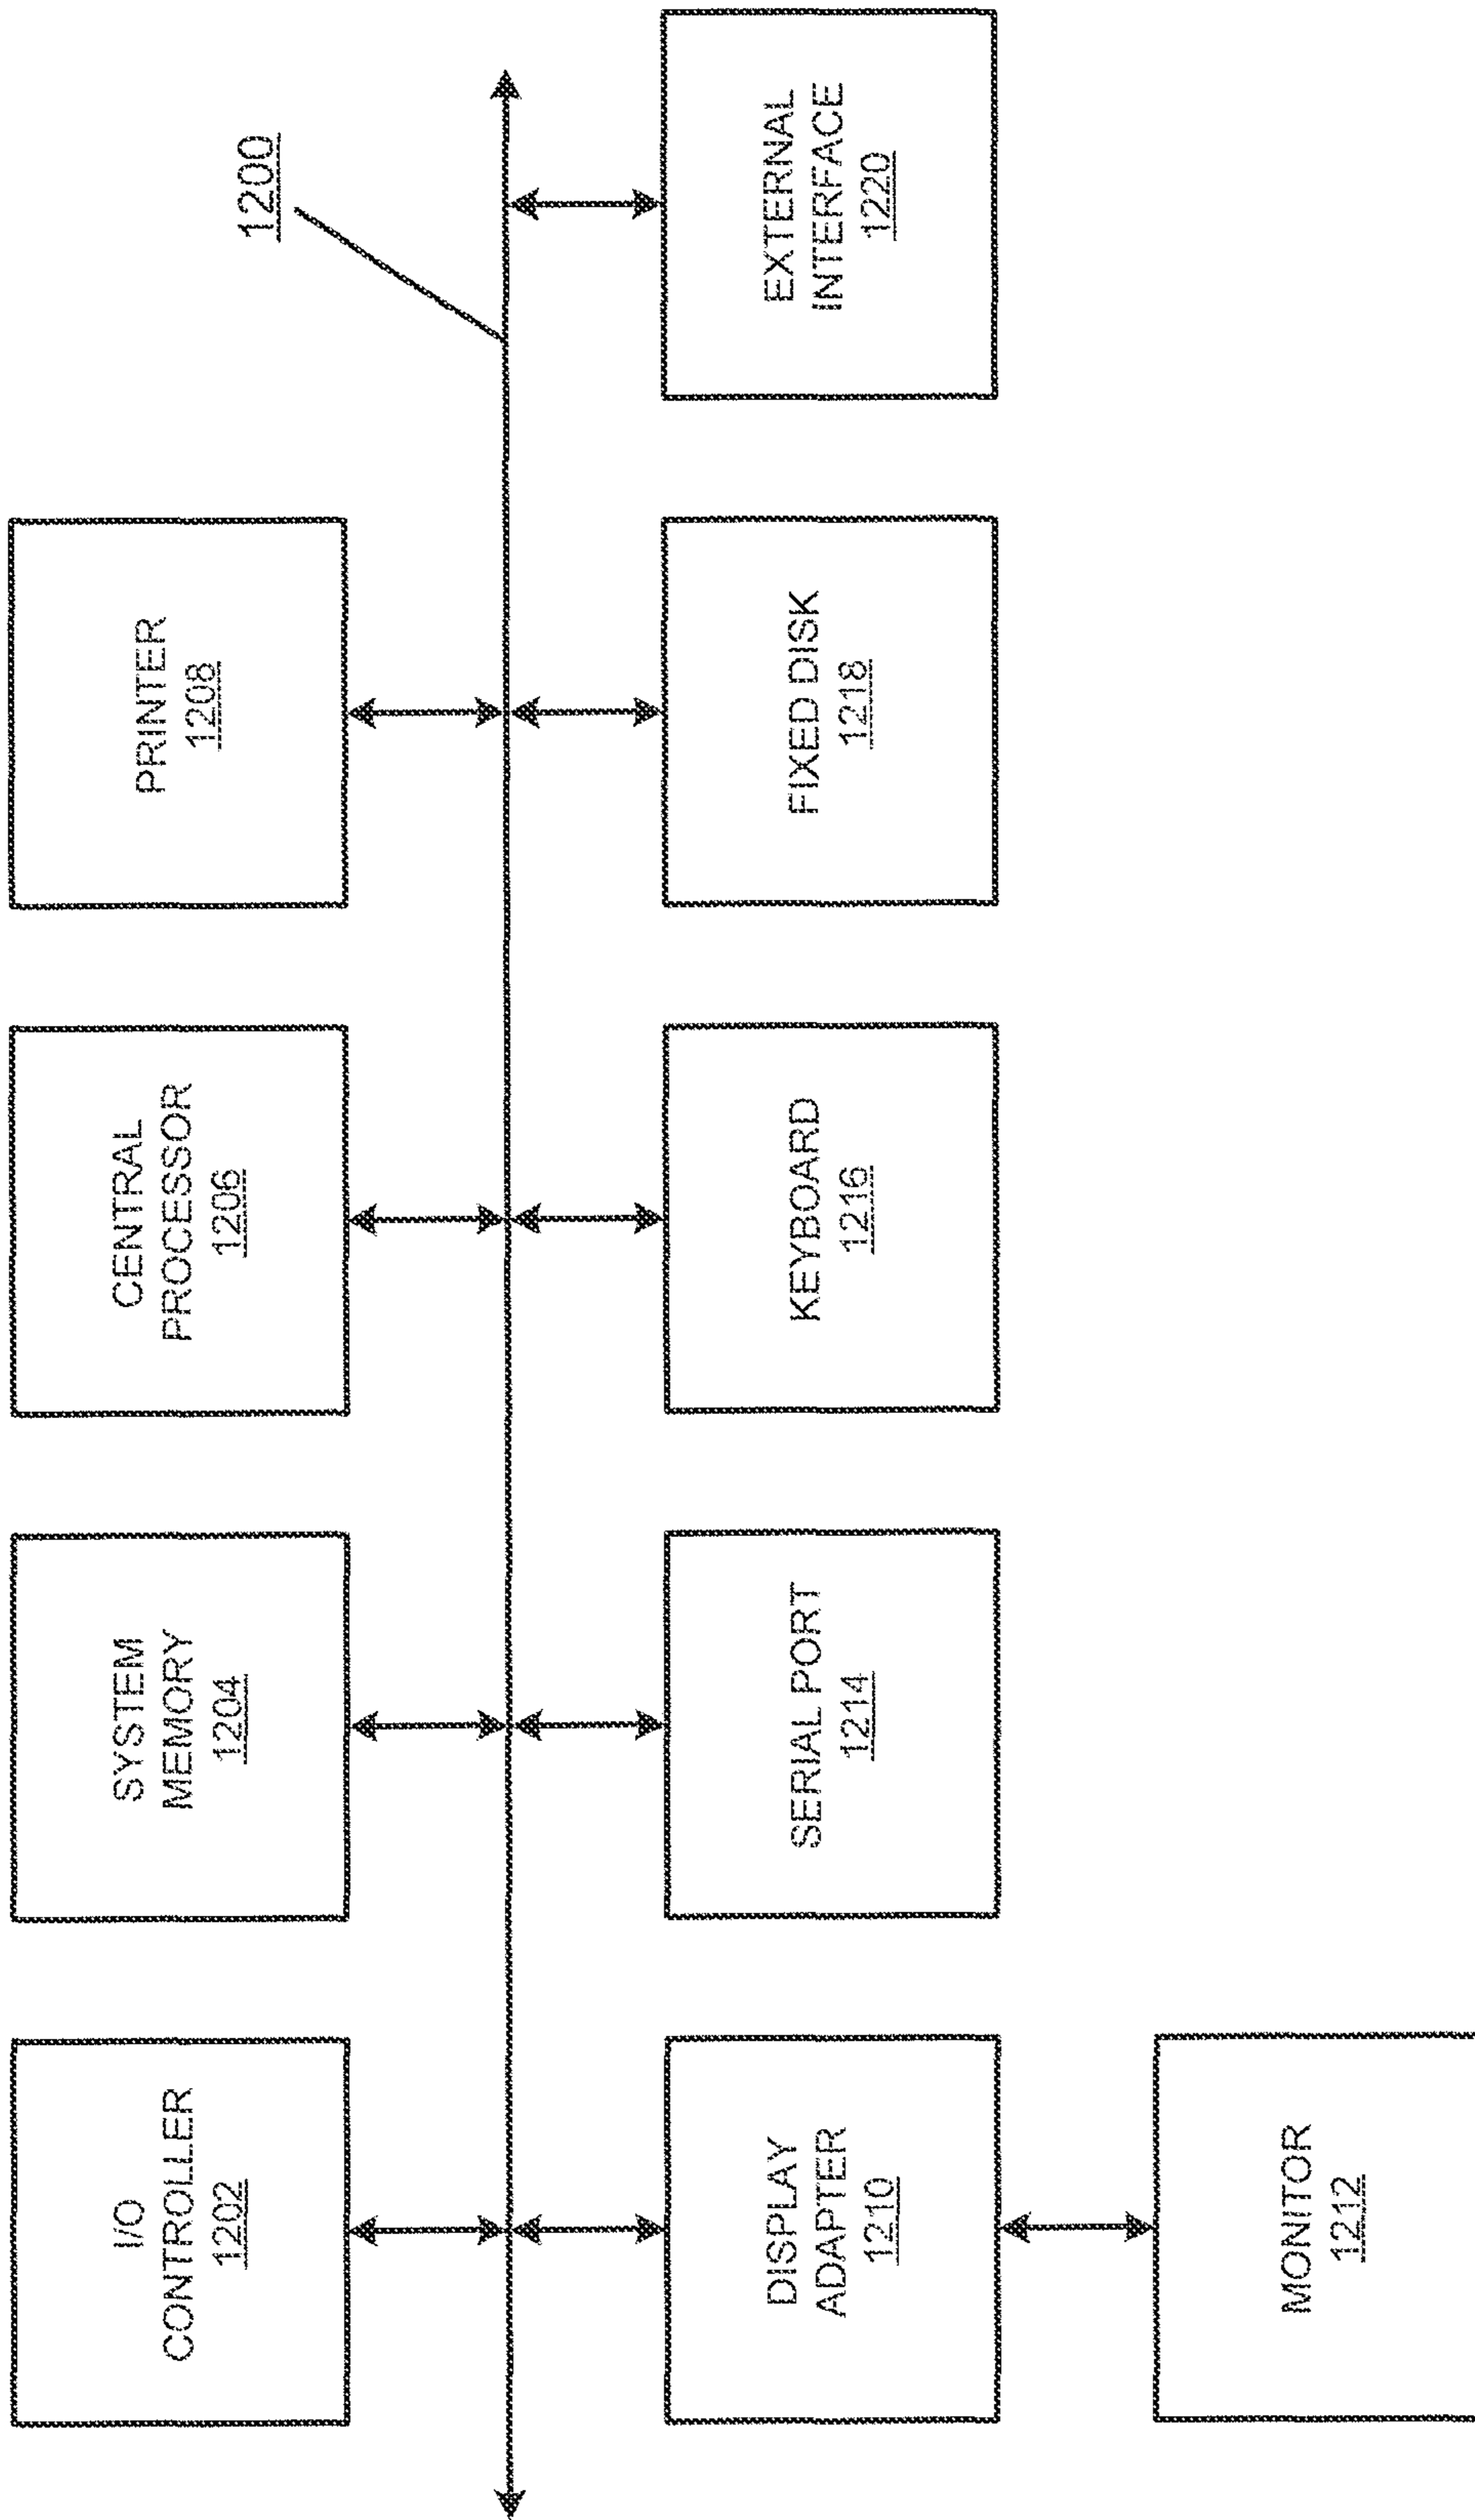 I/O
CONTROLLER
1202
SYSTEM
MEMORY
1204
CENTRAL
PROCESSOR
1206
PRINTER
1208
1200
DISPLAY
ADAPTER
1210
SERIAL PORT
1214
KEYBOARD
1216
FIXED DISK
1218
EXTERNAL
INTERFACE
1220
MONITOR
1212